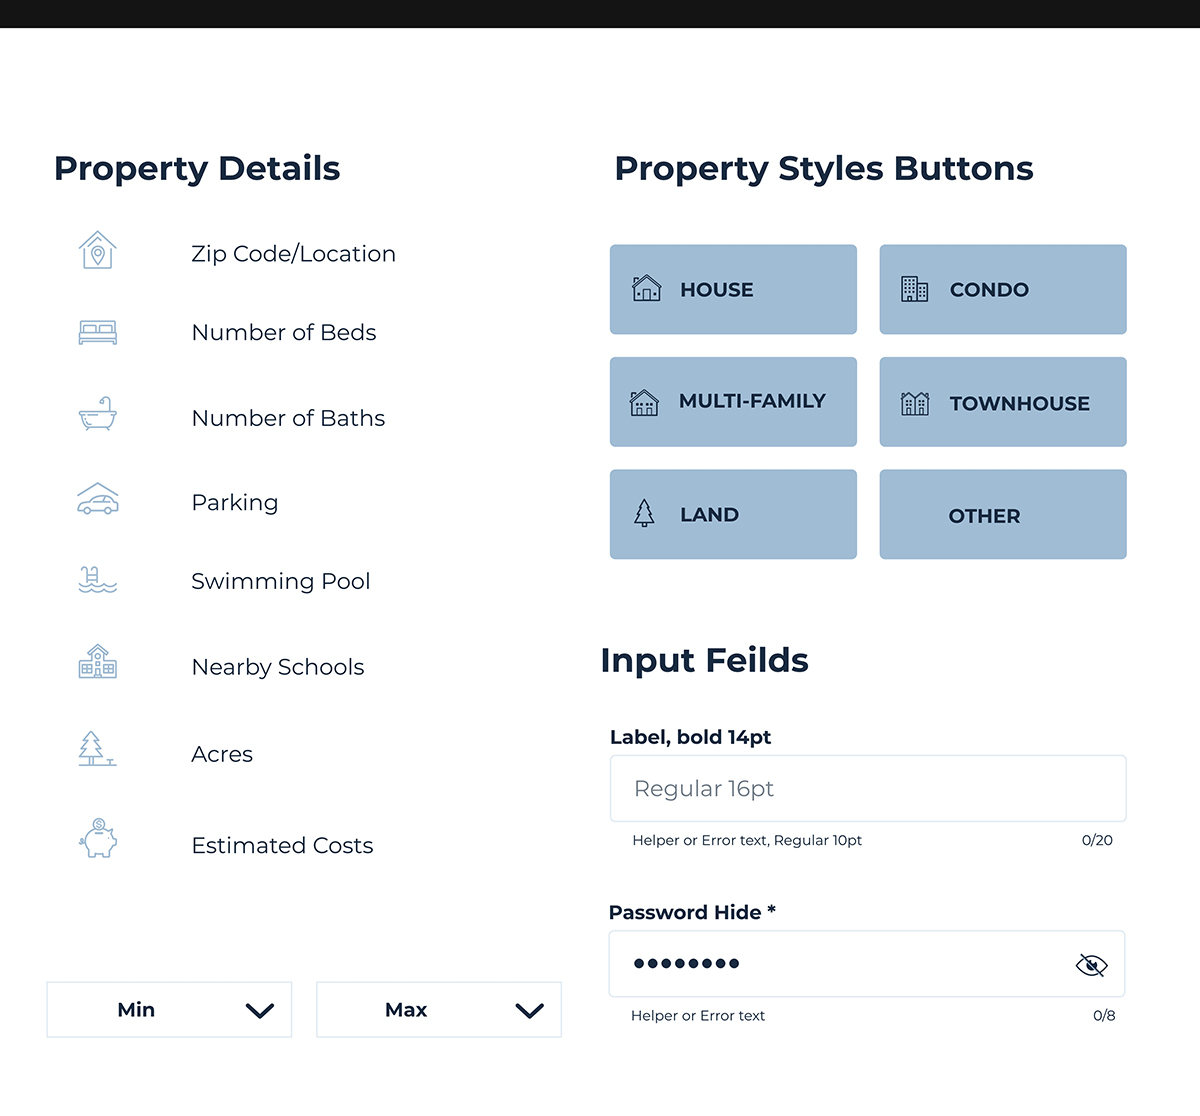 Property Details
Zip Code/Location
Number of Beds
Number of Baths
Parking
Swimming Pool
Nearby Schools
Acres
Estimated Costs
Min
Max
Property Styles Buttons
HOUSE
CONDO
MULTI-FAMILY
TOWNHOUSE
LAND
OTHER
Input Feilds
Label, bold 14pt
Regular 16pt
Helper or Error text, Regular 10pt
0/20
Password Hide *
••••••••
Helper or Error text
0/8